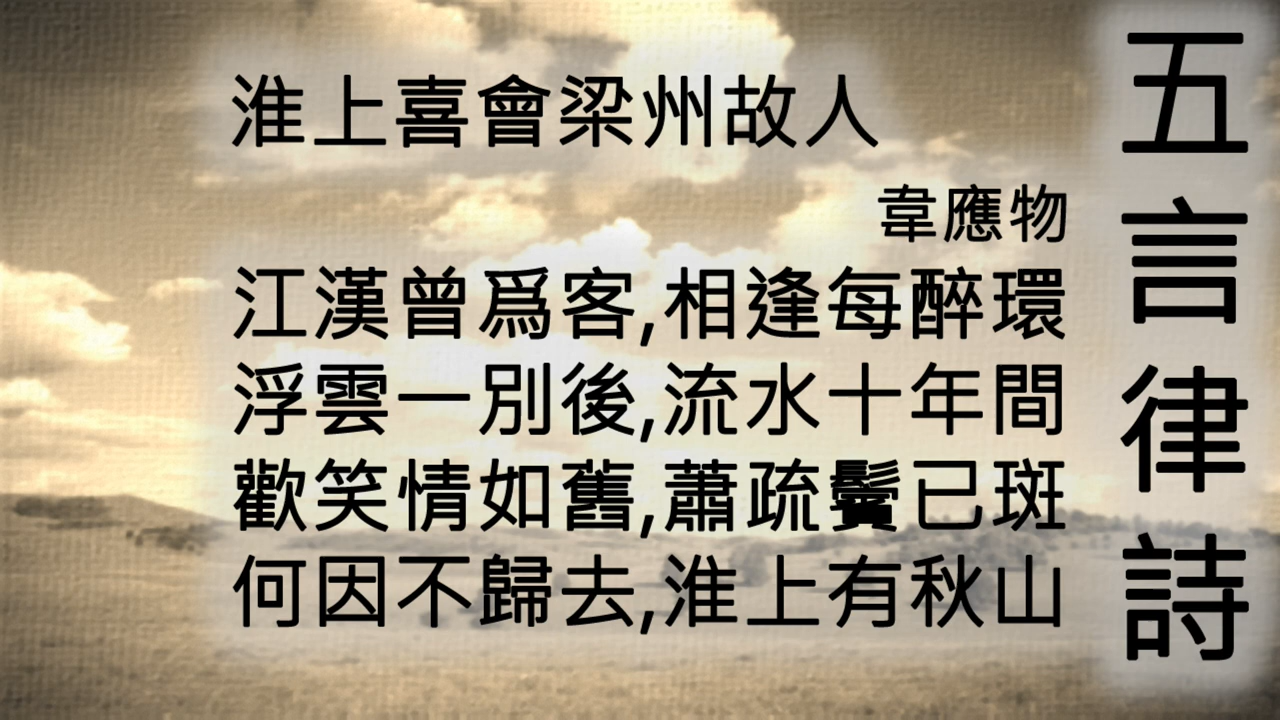 淮上喜會梁州故人
韋應物
江漢曾爲客,相逢每醉環
浮雲一別後,流水十年間
歡笑情如舊,蕭疏鬢已斑
何因不歸去,淮上有秋山
五言律詩